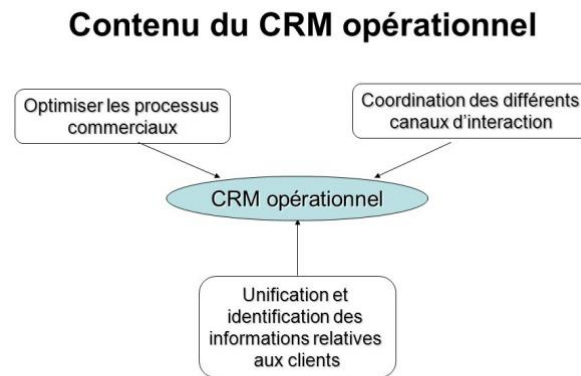 Contenu du CRM opérationnel
Optimiser les processus
commerciaux
Coordination des différents
canaux d'interaction
CRM opérationnel
Unification et
identification des
informations relatives
aux clients